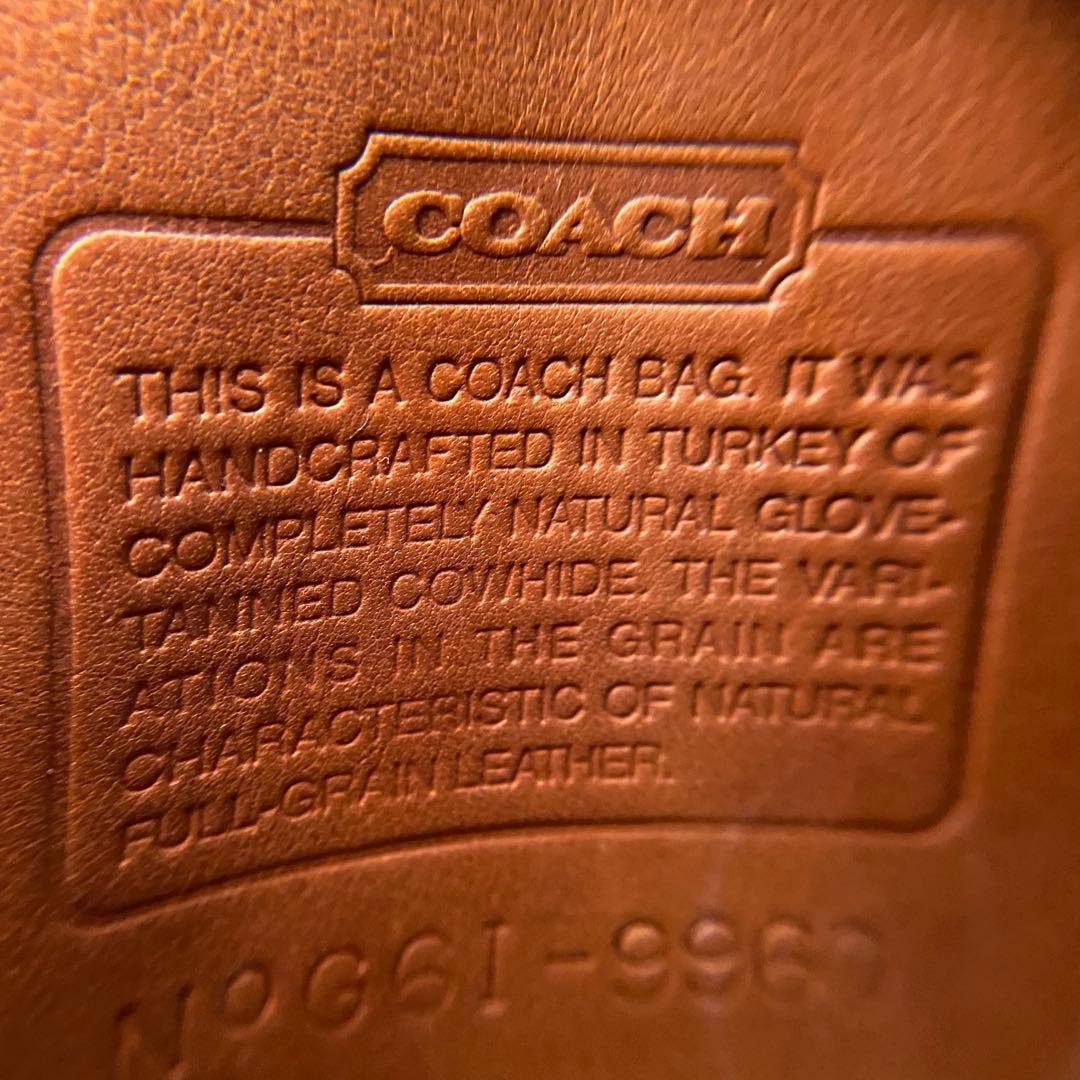 COACH
THIS IS A COACH BAG. IT WAS
HANDCRAFTED IN TURKEY OF
COMPLETELY NATURAL GLOVE-
TANNED COWHIDE. THE VARI-
ATIONS IN THE GRAIN ARE
CHARACTERISTIC OF NATURAL
FULL-GRAIN LEATHER.
Nº